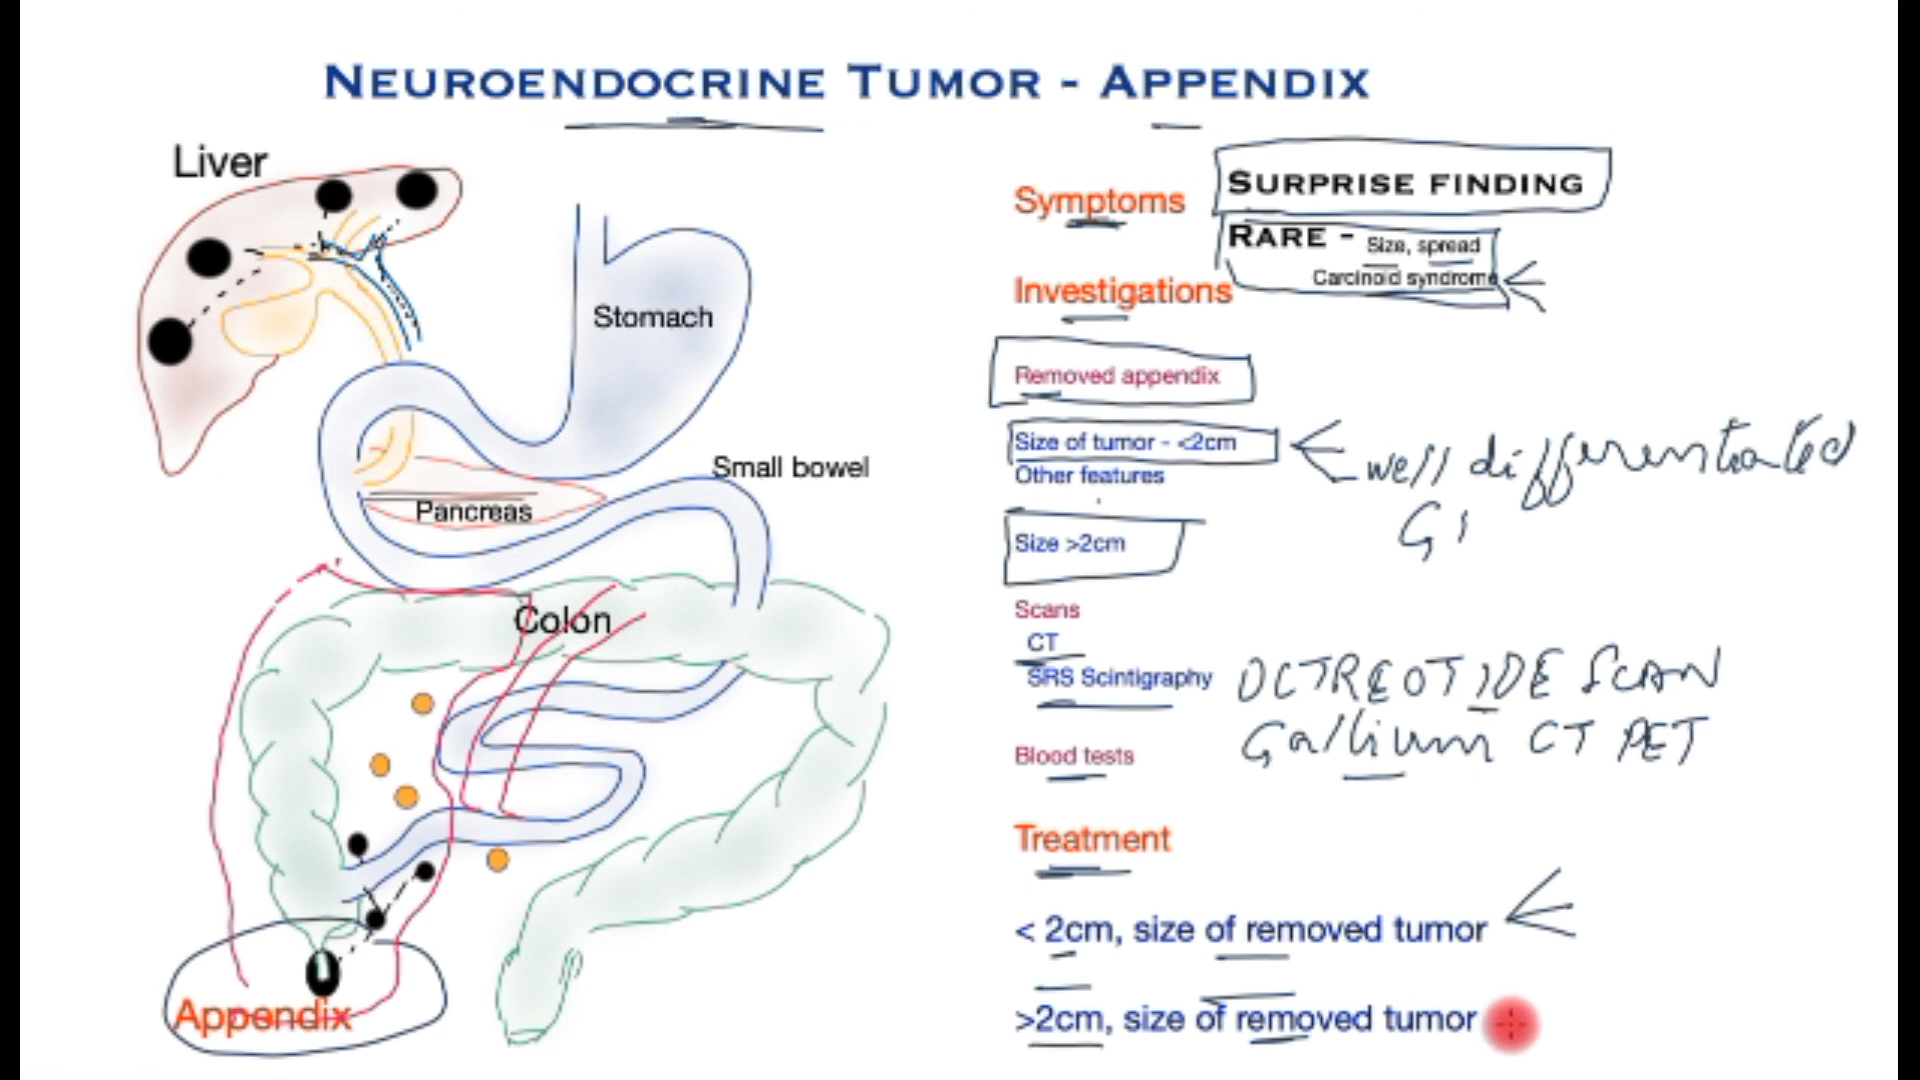 NEUROENDOCRINE TUMOR - APPENDIX
Liver
Stomach
Small bowel
Pancreas
Colon
Appendix
Symptoms
SURPRISE FINDING
RARE - Size, spread
Carcinoid syndrome
Investigations
Removed appendix
Size of tumor - <2cm
Other features
well differentiated
G1
Size >2cm
Scans
CT
SRS Scintigraphy
OCTREOTIDE SCAN
Gallium CT PET
Blood tests
Treatment
< 2cm, size of removed tumor
>2cm, size of removed tumor